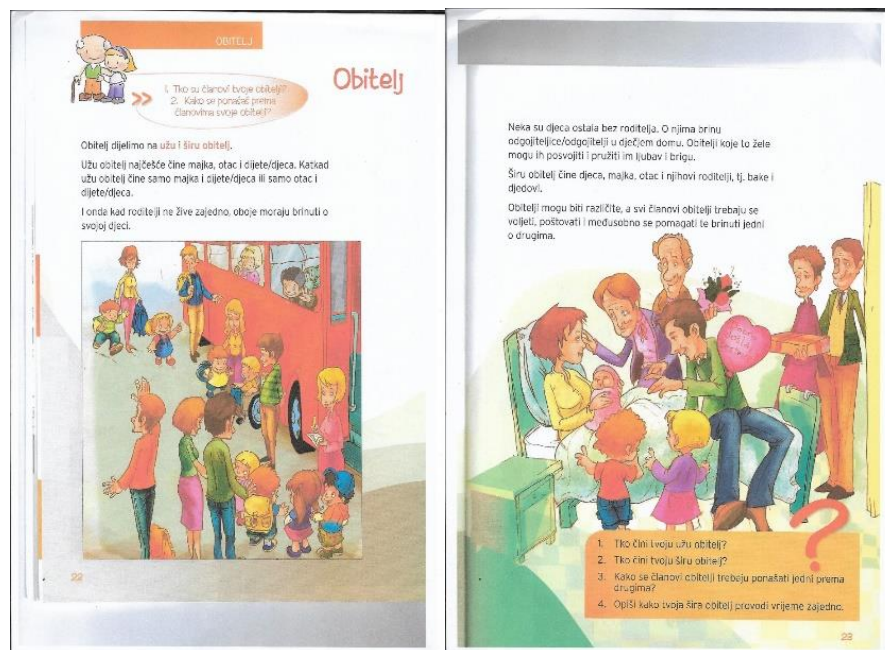 OBITELJ
Obitelj
1. Tko su članovi tvoje obitelji?
2. Kako se ponašaš prema
članovima svoje obitelji?
Obitelj dijelimo na užu i širu obitelj.
Užu obitelj najčešće čine majka, otac i dijete/djeca. Katkad
užu obitelj čine samo majka i dijete/djeca ili samo otac i
dijete/djeca.
I onda kad roditelji ne žive zajedno, oboje moraju brinuti o
svojoj djeci.
22
Neka su djeca ostala bez roditelja. O njima brinu
odgojiteljice/odgojitelji u dječjem domu. Obitelji koje to žele
mogu ih posvojiti i pružiti im ljubav i brigu.
Širu obitelj čine djeca, majka, otac i njihovi roditelji, tj. bake i
djedovi.
Obitelji mogu biti različite, a svi članovi obitelji trebaju se
voljeti, poštovati i međusobno se pomagati te brinuti jedni
o drugima.
?
1. Tko čini tvoju užu obitelj?
2. Tko čini tvoju širu obitelj?
3. Kako se članovi obitelji trebaju ponašati jedni prema
drugima?
4. Opiši kako tvoja šira obitelj provodi vrijeme zajedno.
23